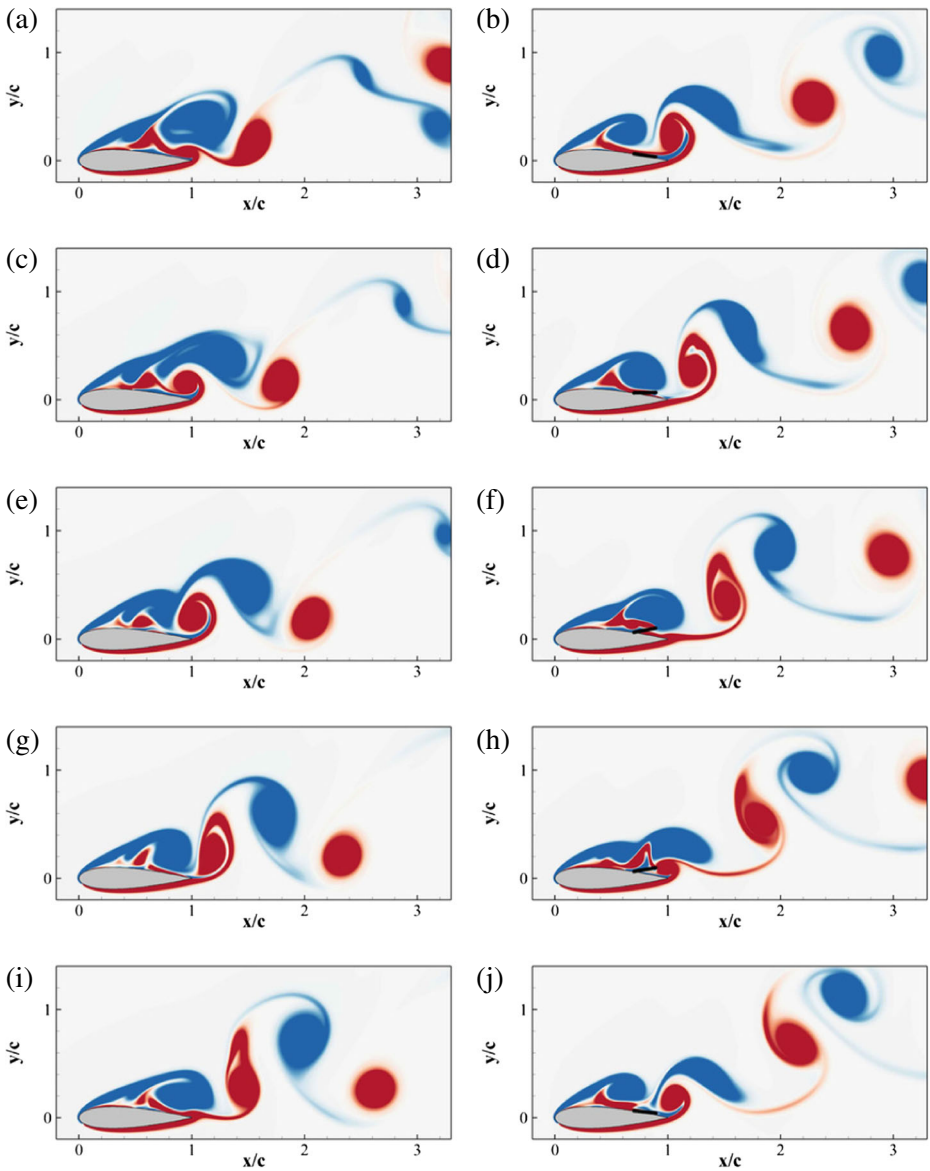 (a) (b)
1 1
y/c y/c
0 0
0 1 2 3 0 1 2 3
x/c x/c
(c) (d)
1 1
y/c y/c
0 0
0 1 2 3 0 1 2 3
x/c x/c
(e) (f)
1 1
y/c y/c
0 0
0 1 2 3 0 1 2 3
x/c x/c
(g) (h)
1 1
y/c y/c
0 0
0 1 2 3 0 1 2 3
x/c x/c
(i) (j)
1 1
y/c y/c
0 0
0 1 2 3 0 1 2 3
x/c x/c